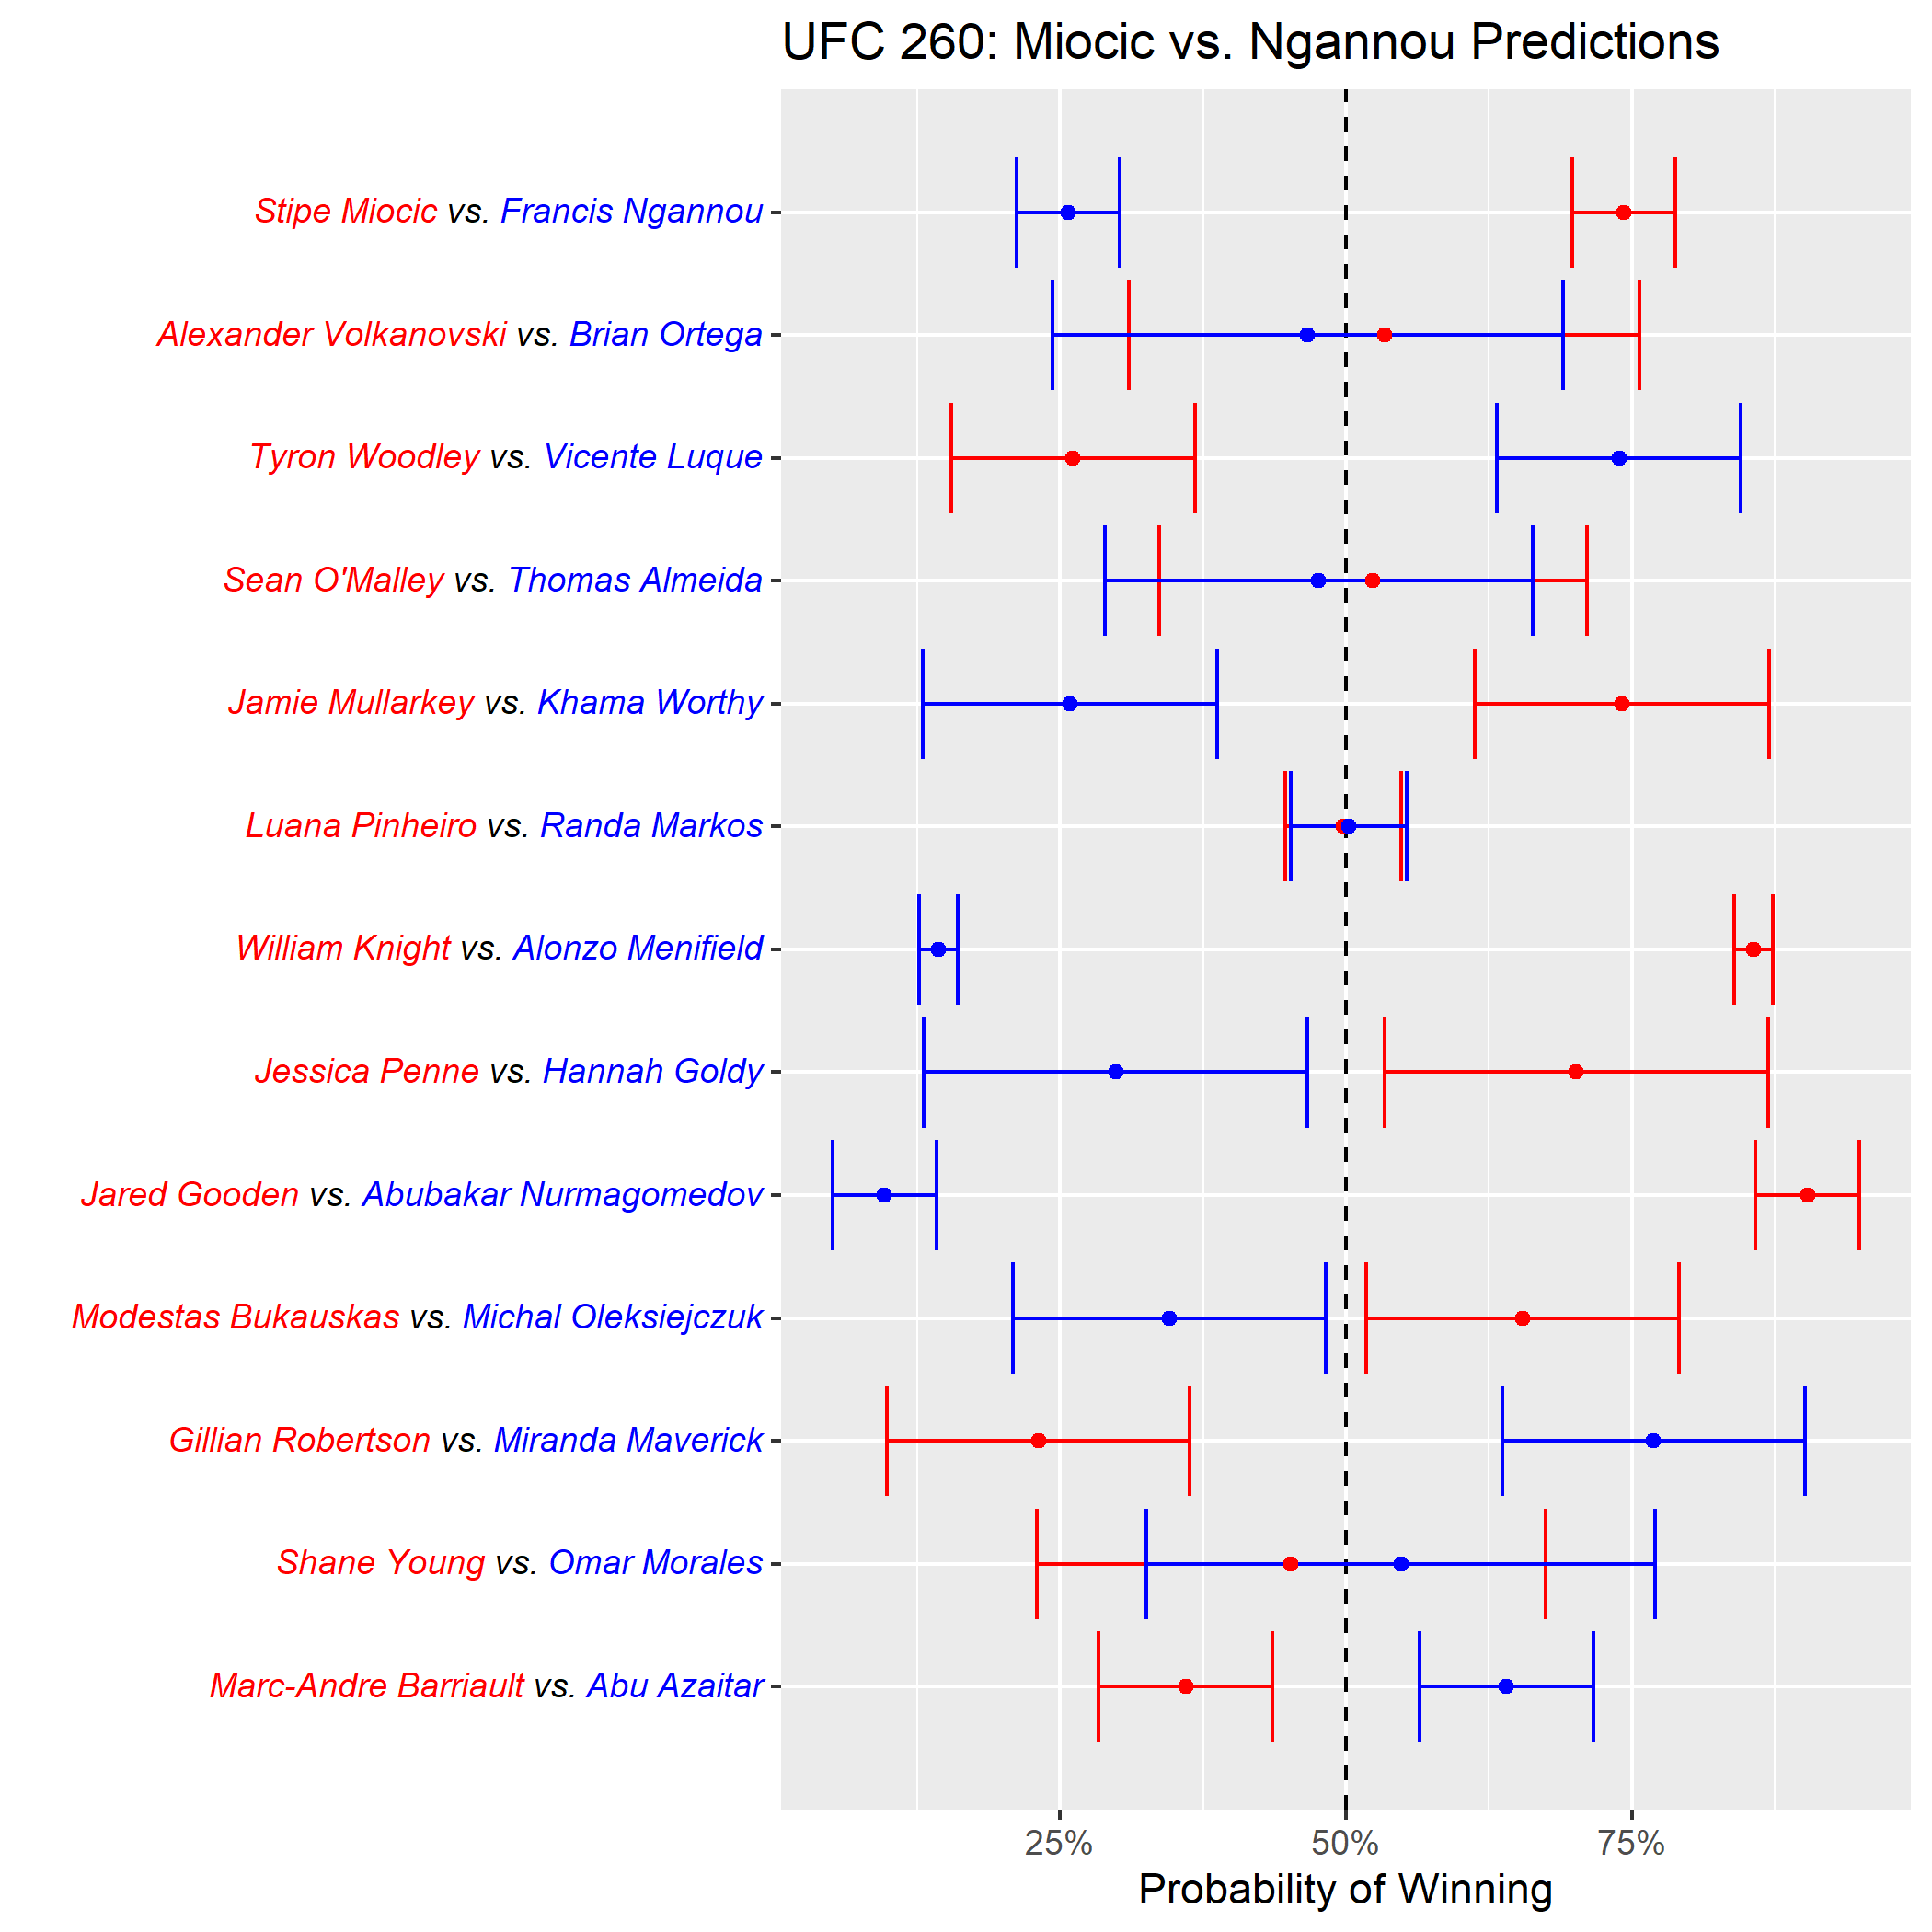 UFC 260: Miocic vs. Ngannou Predictions
Stipe Miocic vs. Francis Ngannou
Alexander Volkanovski vs. Brian Ortega
Tyron Woodley vs. Vicente Luque
Sean O'Malley vs. Thomas Almeida
Jamie Mullarkey vs. Khama Worthy
Luana Pinheiro vs. Randa Markos
William Knight vs. Alonzo Menifield
Jessica Penne vs. Hannah Goldy
Jared Gooden vs. Abubakar Nurmagomedov
Modestas Bukauskas vs. Michal Oleksiejczuk
Gillian Robertson vs. Miranda Maverick
Shane Young vs. Omar Morales
Marc-Andre Barriault vs. Abu Azaitar
25% 50% 75%
Probability of Winning